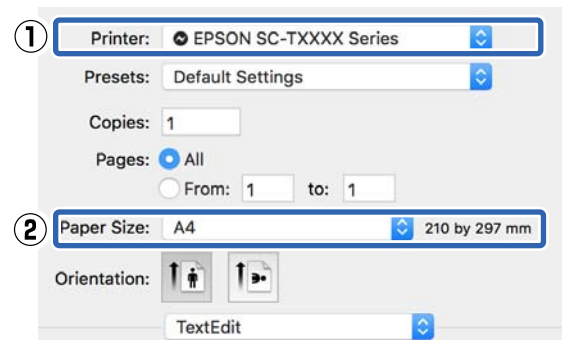 ① Printer: EPSON SC-TXXXX Series
Presets: Default Settings
Copies: 1
Pages: All
From: 1 to: 1
② Paper Size: A4 210 by 297 mm
Orientation:
TextEdit